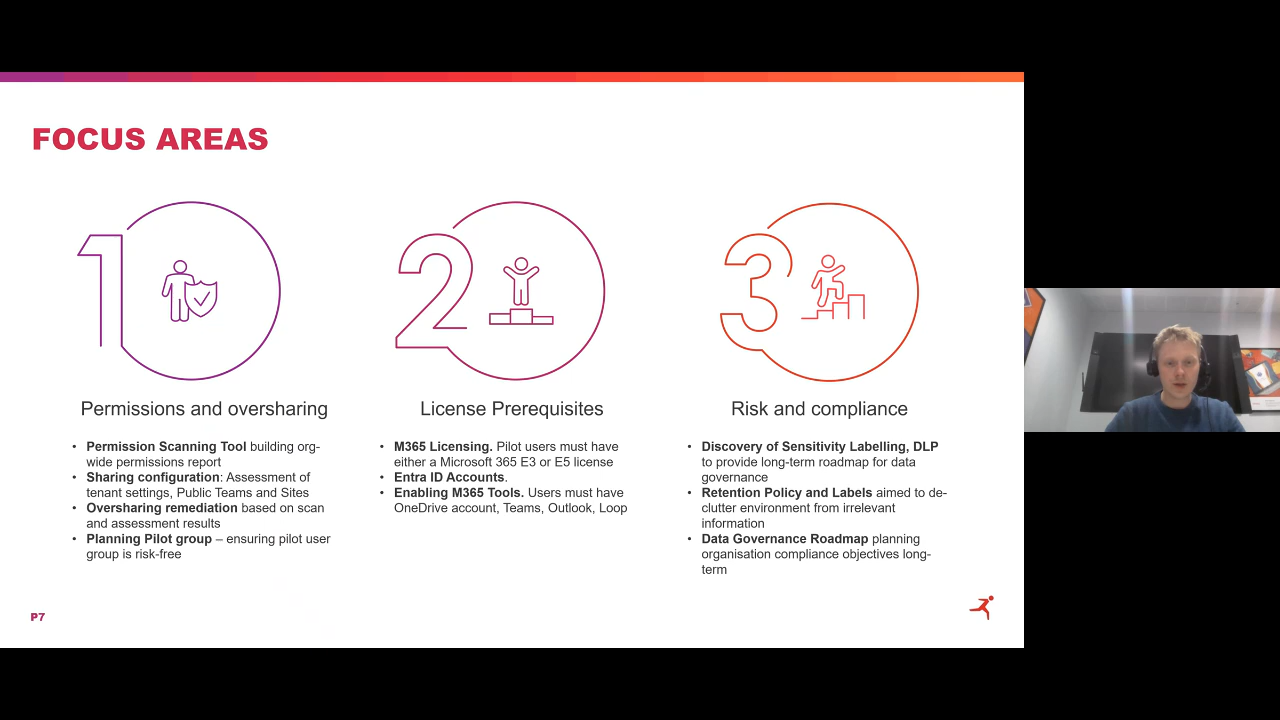 FOCUS AREAS
1
2
3
Permissions and oversharing
• Permission Scanning Tool building org-
wide permissions report
• Sharing configuration: Assessment of
tenant settings, Public Teams and Sites
• Oversharing remediation based on scan
and assessment results
• Planning Pilot group – ensuring pilot user
group is risk-free
License Prerequisites
• M365 Licensing. Pilot users must have
either a Microsoft 365 E3 or E5 license
• Entra ID Accounts.
• Enabling M365 Tools. Users must have
OneDrive account, Teams, Outlook, Loop
Risk and compliance
• Discovery of Sensitivity Labelling, DLP
to provide long-term roadmap for data
governance
• Retention Policy and Labels aimed to de-
clutter environment from irrelevant
information
• Data Governance Roadmap planning
organisation compliance objectives long-
term
P7